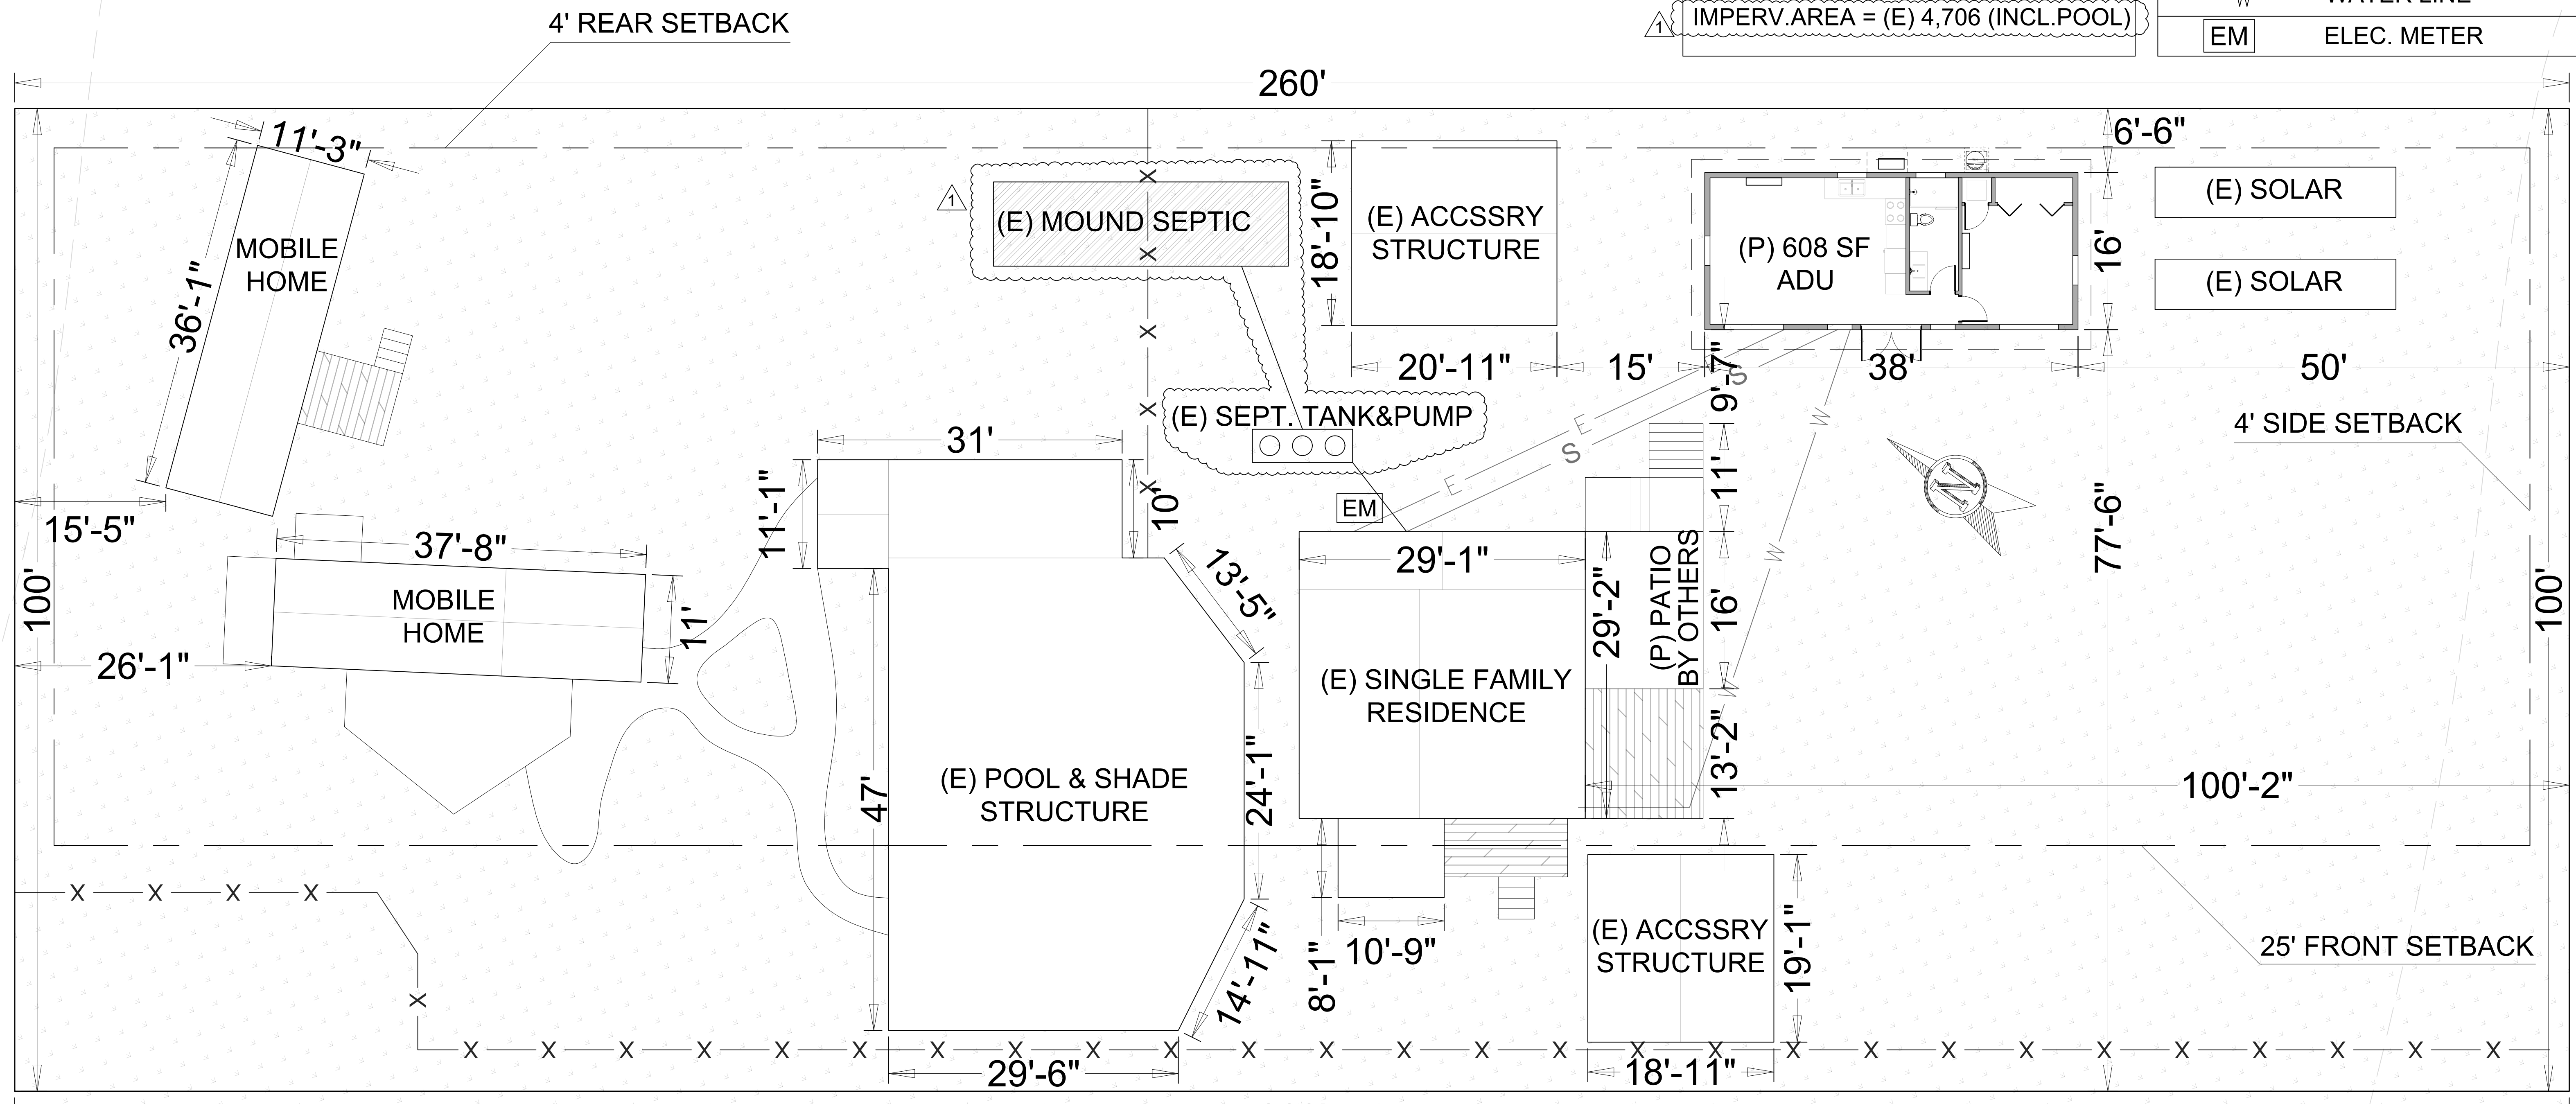 4' REAR SETBACK
1
IMPERV.AREA = (E) 4,706 (INCL.POOL)
W WATER LINE
EM ELEC. METER
260'
11'-3"
6'-6"
MOBILE
HOME
36'-1"
1
(E) MOUND SEPTIC
X
X
X
X
X
18'-10"
(E) ACCSSRY
STRUCTURE
(P) 608 SF
ADU
16'
(E) SOLAR
(E) SOLAR
20'-11"
15'
9'-7"
38'
50'
(E) SEPT. TANK&PUMP
E
E
S
S
W
W
W
4' SIDE SETBACK
31'
11'-1"
10'
EM
11'
N
77'-6"
15'-5"
100'
37'-8"
MOBILE
HOME
11'
26'-1"
13'-5"
29'-1"
29'-2"
(P) PATIO
BY OTHERS
16'
100'
(E) SINGLE FAMILY
RESIDENCE
13'-2"
(E) POOL & SHADE
STRUCTURE
47'
24'-1"
100'-2"
X X X X
X
14'-11"
8'-1"
10'-9"
(E) ACCSSRY
STRUCTURE
19'-1"
25' FRONT SETBACK
X X X X X X X X X X X X X X X X X X X X X X X X X X X
29'-6"
18'-11"